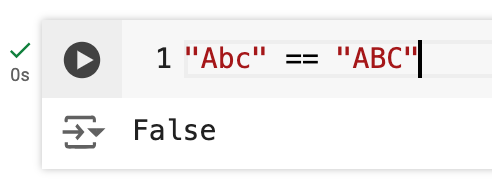 1 "Abc" == "ABC"
0s
False